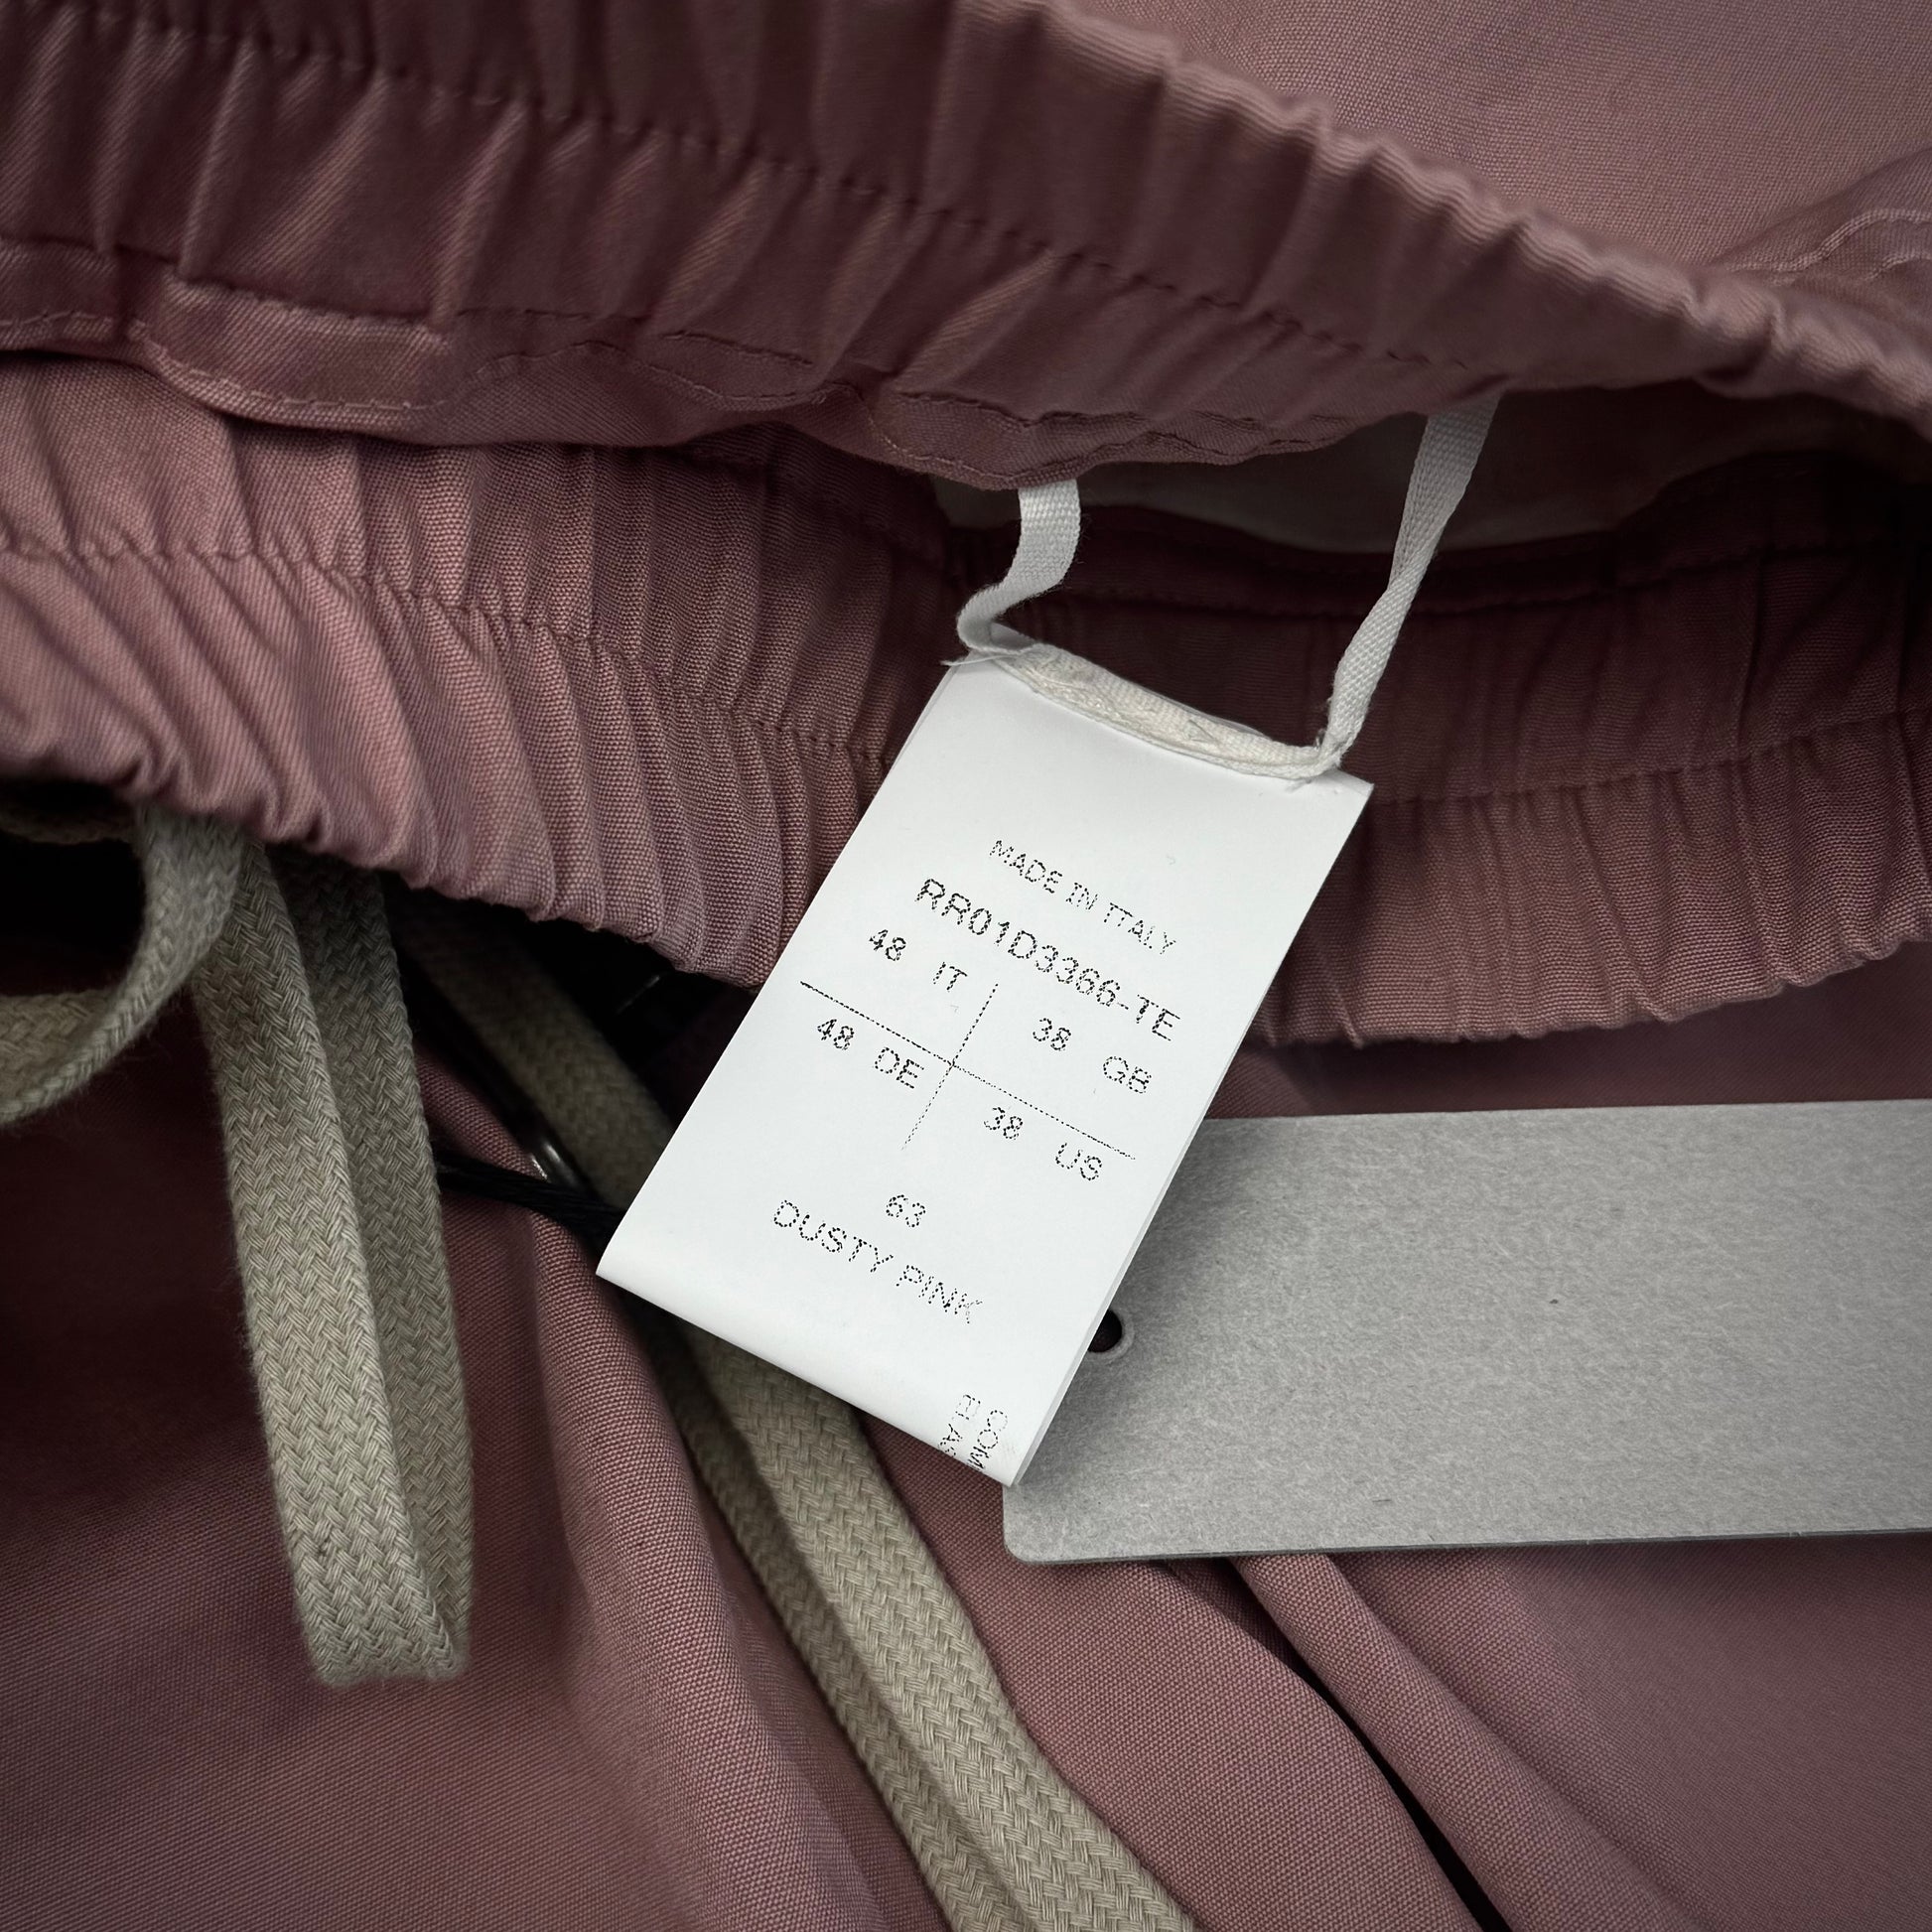 MADE IN ITALY
RR01D3366-TE
48 IT 38 GB
48 DE 38 US
63
DUSTY PINK